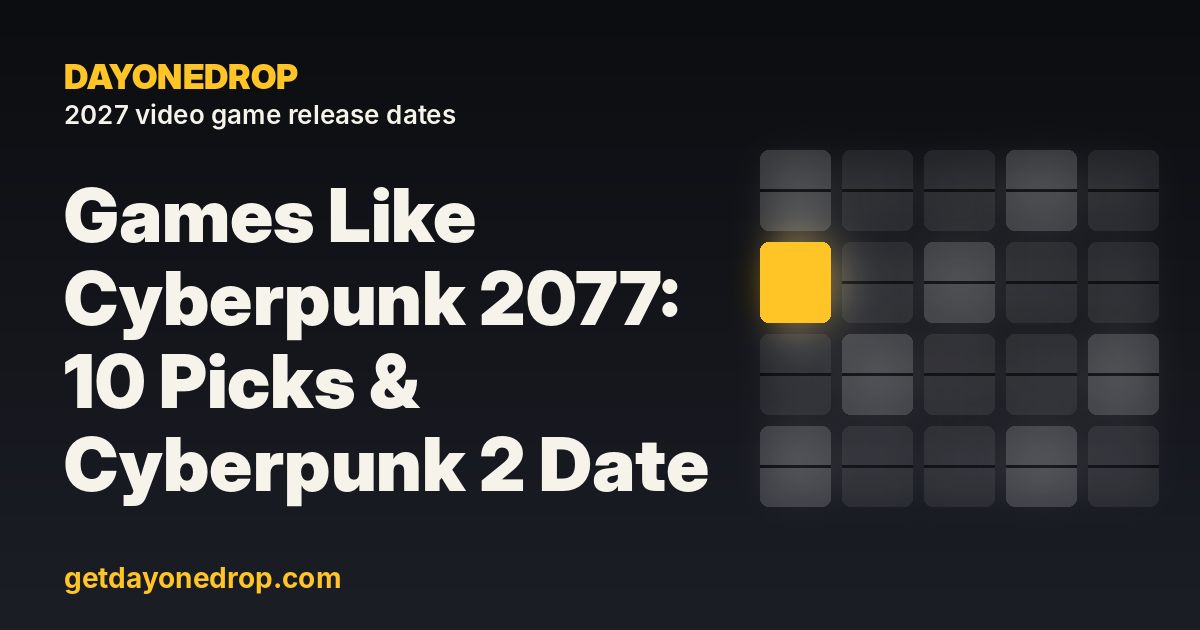 DAYONEDROP
2027 video game release dates
Games Like
Cyberpunk 2077:
10 Picks &
Cyberpunk 2 Date
getdayonedrop.com